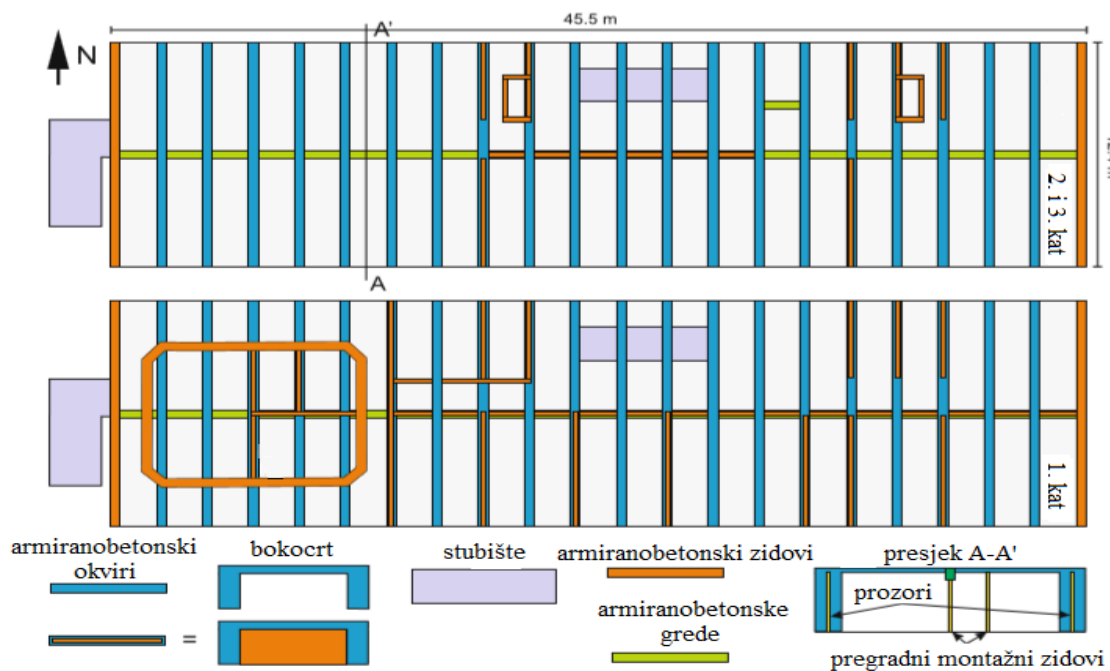 45.5 m
A'
N
A
2. i 3. kat
1. kat
armiranobetonski
okviri
bokocrt
stubište
armiranobetonski zidovi
armiranobetonske
grede
presjek A-A'
prozori
pregradni montažni zidovi
=